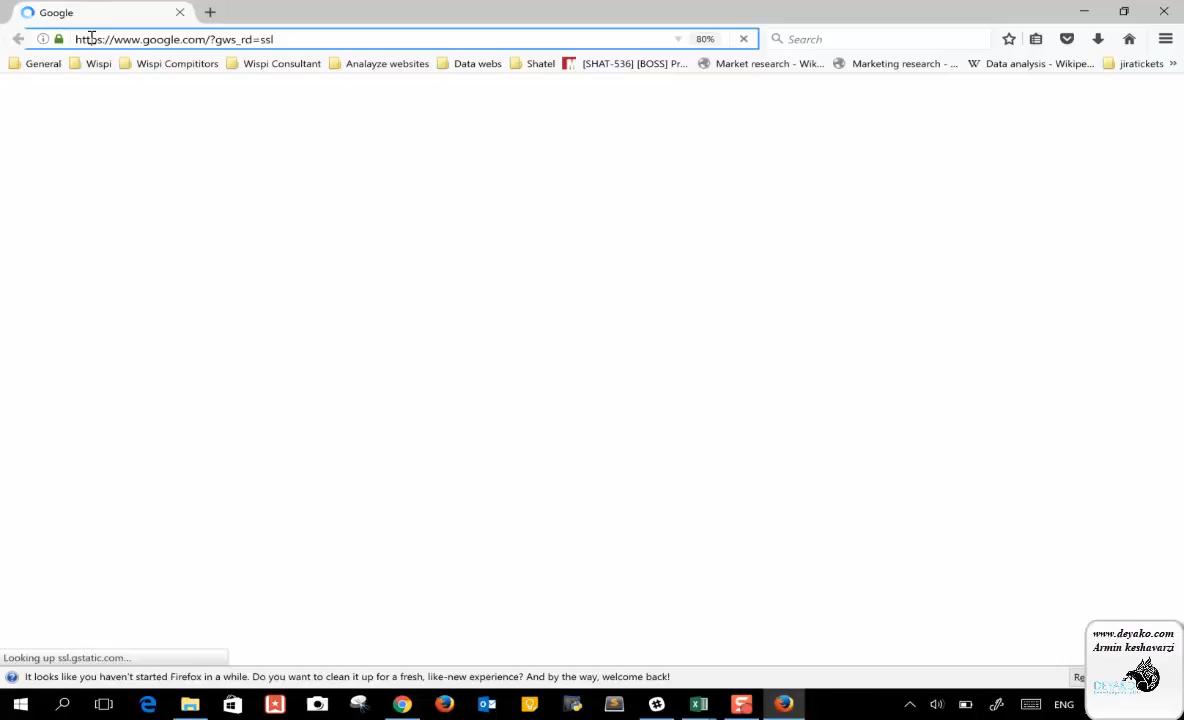 Google
https://www.google.com/?gws_rd=ssl
80%
Search
General
Wispi
Wispi Compititors
Wispi Consultant
Analayze websites
Data webs
Shatel
[SHAT-536] [BOSS] Pr...
Market research - Wik...
Marketing research - ...
Data analysis - Wikipe...
jiratickets
Looking up ssl.gstatic.com...
It looks like you haven't started Firefox in a while. Do you want to clean it up for a fresh, like-new experience? And by the way, welcome back!
Re
www.deyako.com
Armin keshavarzi
DEYAKO
ENG